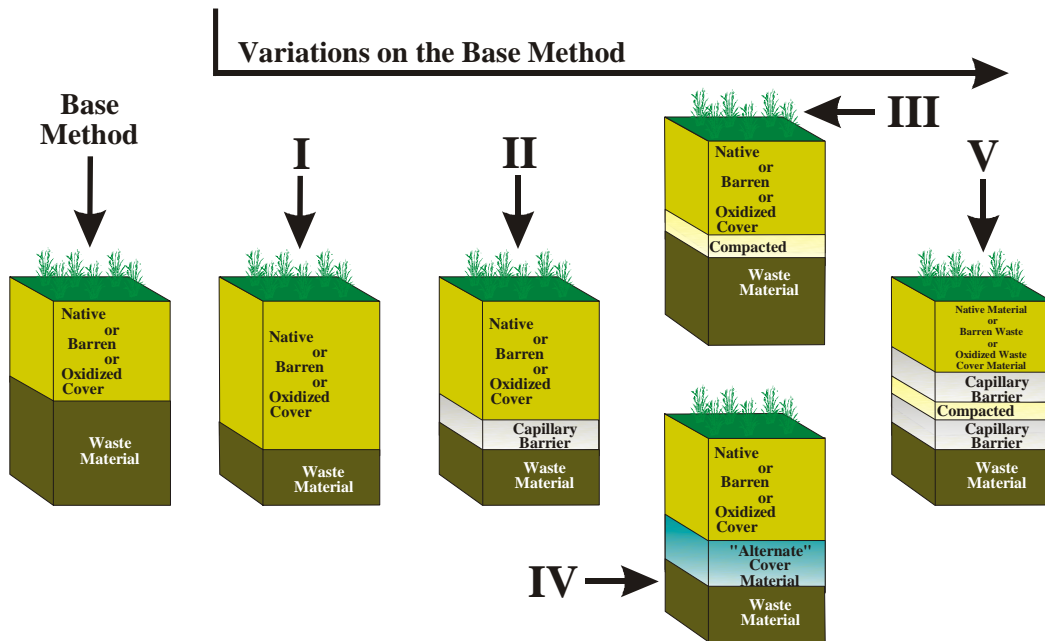 Variations on the Base Method
Base
Method
I
II
III
V
Native
or
Barren
or
Oxidized
Cover
Waste
Material
Native
or
Barren
or
Oxidized
Cover
Waste
Material
Native
or
Barren
or
Oxidized
Cover
Capillary
Barrier
Waste
Material
Native
or
Barren
or
Oxidized
Cover
Compacted
Waste
Material
IV
Native
or
Barren
or
Oxidized
Cover
"Alternate"
Cover
Material
Waste
Material
Native Material
or
Barren Waste
or
Oxidized Waste
Cover Material
Capillary
Barrier
Compacted
Capillary
Barrier
Waste
Material